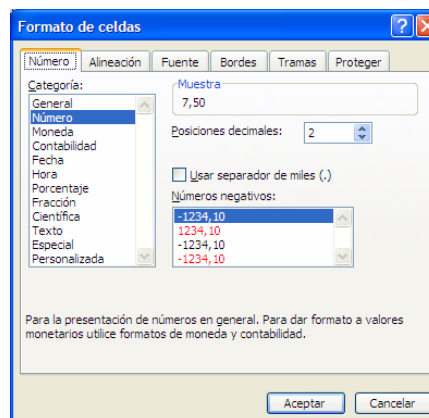 Formato de celdas
Número Alineación Fuente Bordes Tramas Proteger
Categoría:
General
Número
Moneda
Contabilidad
Fecha
Hora
Porcentaje
Fracción
Científica
Texto
Especial
Personalizada
Muestra
7,50
Posiciones decimales: 2
Usar separador de miles (.)
Números negativos:
-1234,10
1234,10
-1234,10
-1234,10
Para la presentación de números en general. Para dar formato a valores
monetarios utilice formatos de moneda y contabilidad.
Aceptar Cancelar